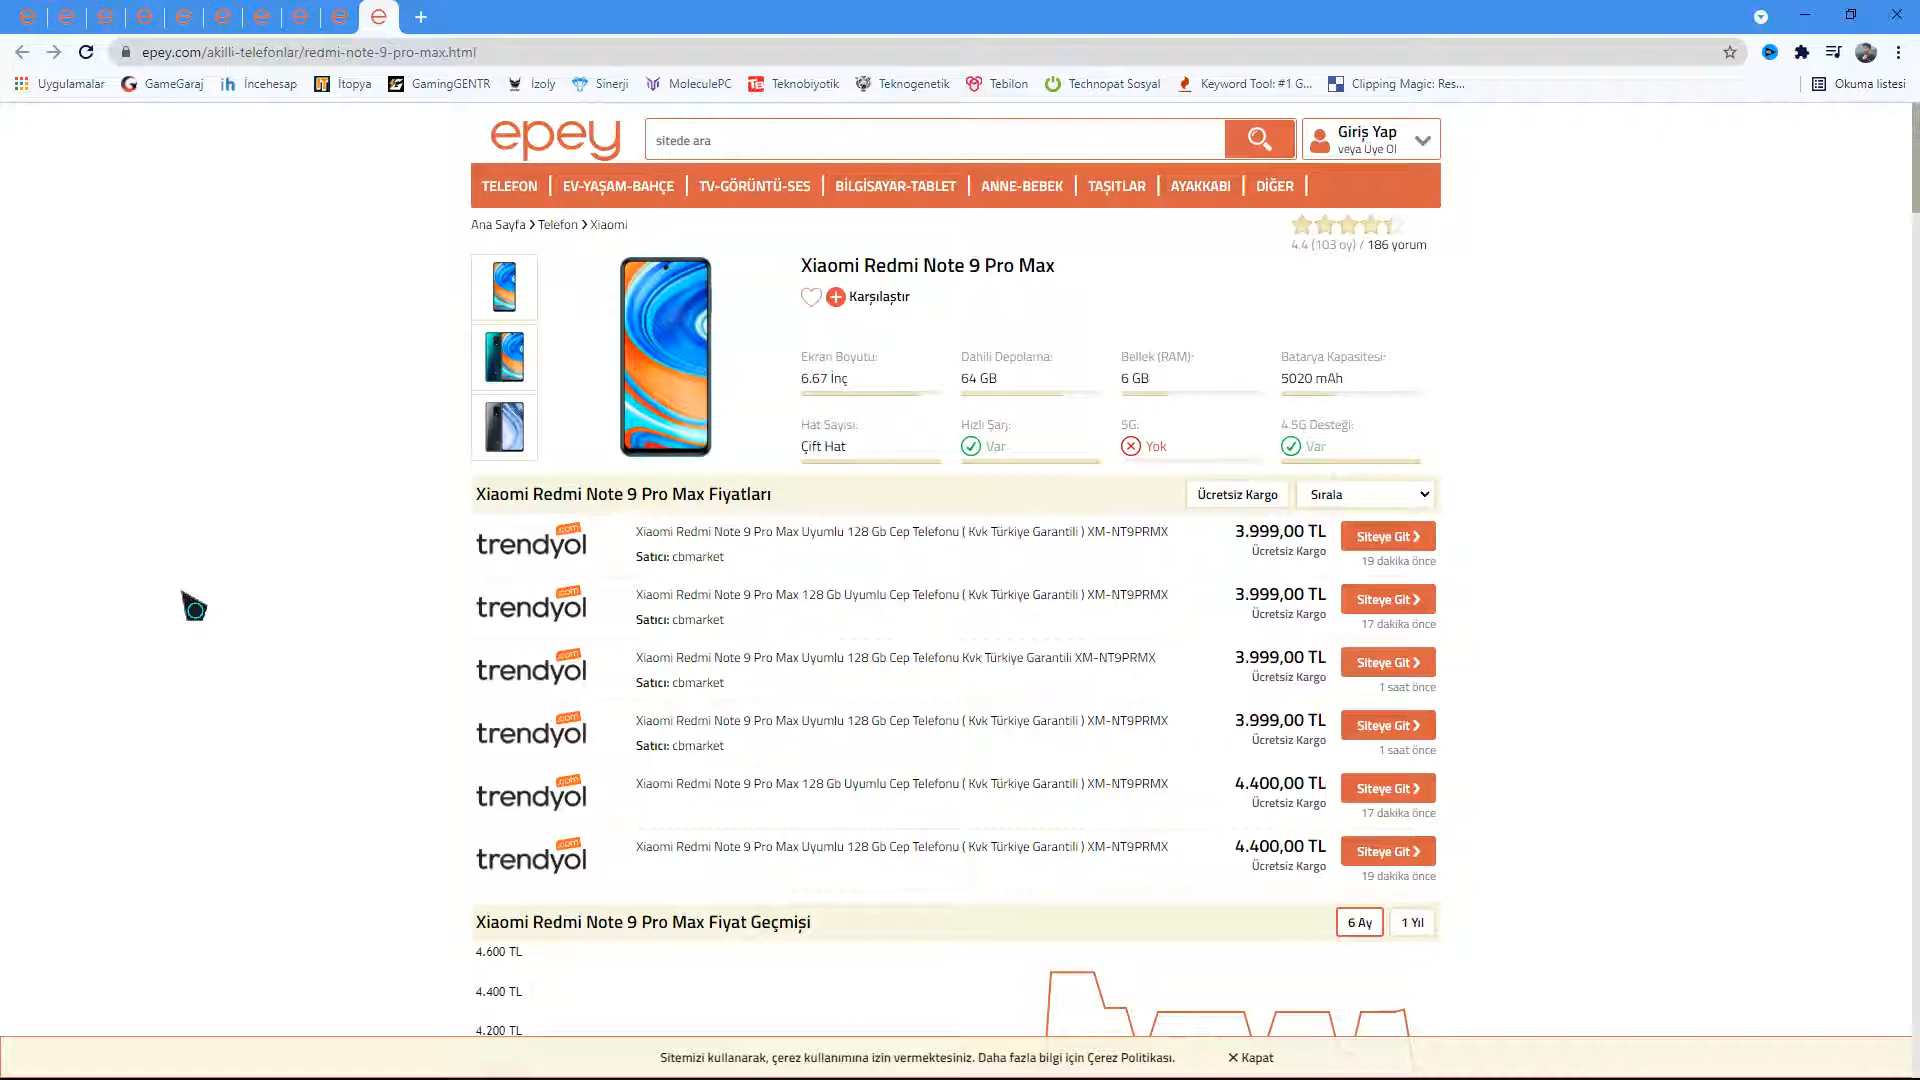 epey.com/akilli-telefonlar/redmi-note-9-pro-max.html
Uygulamalar GameGaraj İncehesap İtopya GamingGENTR İzoly Sinerji MoleculePC Teknobiyotik Teknogenetik Tebilon Technopat Sosyal Keyword Tool: #1 G... Clipping Magic: Res... Okuma listesi
epey
sitede ara
Giriş Yap
veya Üye Ol
TELEFON EV-YAŞAM-BAHÇE TV-GÖRÜNTÜ-SES BİLGİSAYAR-TABLET ANNE-BEBEK TAŞITLAR AYAKKABI DİĞER
Ana Sayfa > Telefon > Xiaomi
4.4 (103 oy) / 186 yorum
Xiaomi Redmi Note 9 Pro Max
Karşılaştır
Ekran Boyutu: Dahili Depolama: Bellek (RAM): Batarya Kapasitesi:
6.67 İnç 64 GB 6 GB 5020 mAh
Hat Sayısı: Hızlı Şarj: 5G: 4.5G Desteği:
Çift Hat Var Yok Var
Xiaomi Redmi Note 9 Pro Max Fiyatları
Ücretsiz Kargo Sırala
trendyol.com
Xiaomi Redmi Note 9 Pro Max Uyumlu 128 Gb Cep Telefonu ( Kvk Türkiye Garantili ) XM-NT9PRMX
Satıcı: cbmarket
3.999,00 TL
Ücretsiz Kargo
Siteye Git
19 dakika önce
trendyol.com
Xiaomi Redmi Note 9 Pro Max 128 Gb Uyumlu Cep Telefonu ( Kvk Türkiye Garantili ) XM-NT9PRMX
Satıcı: cbmarket
3.999,00 TL
Ücretsiz Kargo
Siteye Git
17 dakika önce
trendyol.com
Xiaomi Redmi Note 9 Pro Max Uyumlu 128 Gb Cep Telefonu Kvk Türkiye Garantili XM-NT9PRMX
Satıcı: cbmarket
3.999,00 TL
Ücretsiz Kargo
Siteye Git
1 saat önce
trendyol.com
Xiaomi Redmi Note 9 Pro Max Uyumlu 128 Gb Cep Telefonu ( Kvk Türkiye Garantili ) XM-NT9PRMX
Satıcı: cbmarket
3.999,00 TL
Ücretsiz Kargo
Siteye Git
1 saat önce
trendyol.com
Xiaomi Redmi Note 9 Pro Max 128 Gb Uyumlu Cep Telefonu ( Kvk Türkiye Garantili ) XM-NT9PRMX
4.400,00 TL
Ücretsiz Kargo
Siteye Git
17 dakika önce
trendyol.com
Xiaomi Redmi Note 9 Pro Max Uyumlu 128 Gb Cep Telefonu ( Kvk Türkiye Garantili ) XM-NT9PRMX
4.400,00 TL
Ücretsiz Kargo
Siteye Git
19 dakika önce
Xiaomi Redmi Note 9 Pro Max Fiyat Geçmişi
6 Ay 1 Yıl
4.600 TL
4.400 TL
4.200 TL
Sitemizi kullanarak, çerez kullanımına izin vermektesiniz. Daha fazla bilgi için Çerez Politikası. Kapat